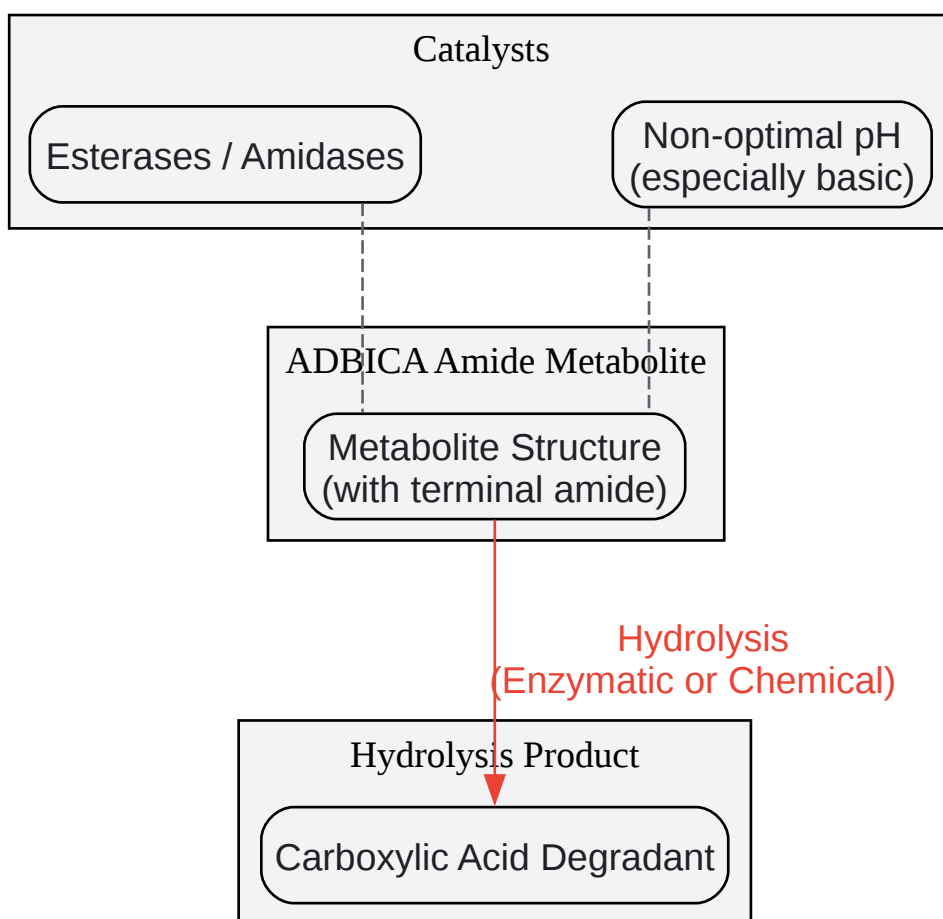 Catalysts
Esterases / Amidases
Non-optimal pH
(especially basic)
ADBICA Amide Metabolite
Metabolite Structure
(with terminal amide)
Hydrolysis
(Enzymatic or Chemical)
Hydrolysis Product
Carboxylic Acid Degradant